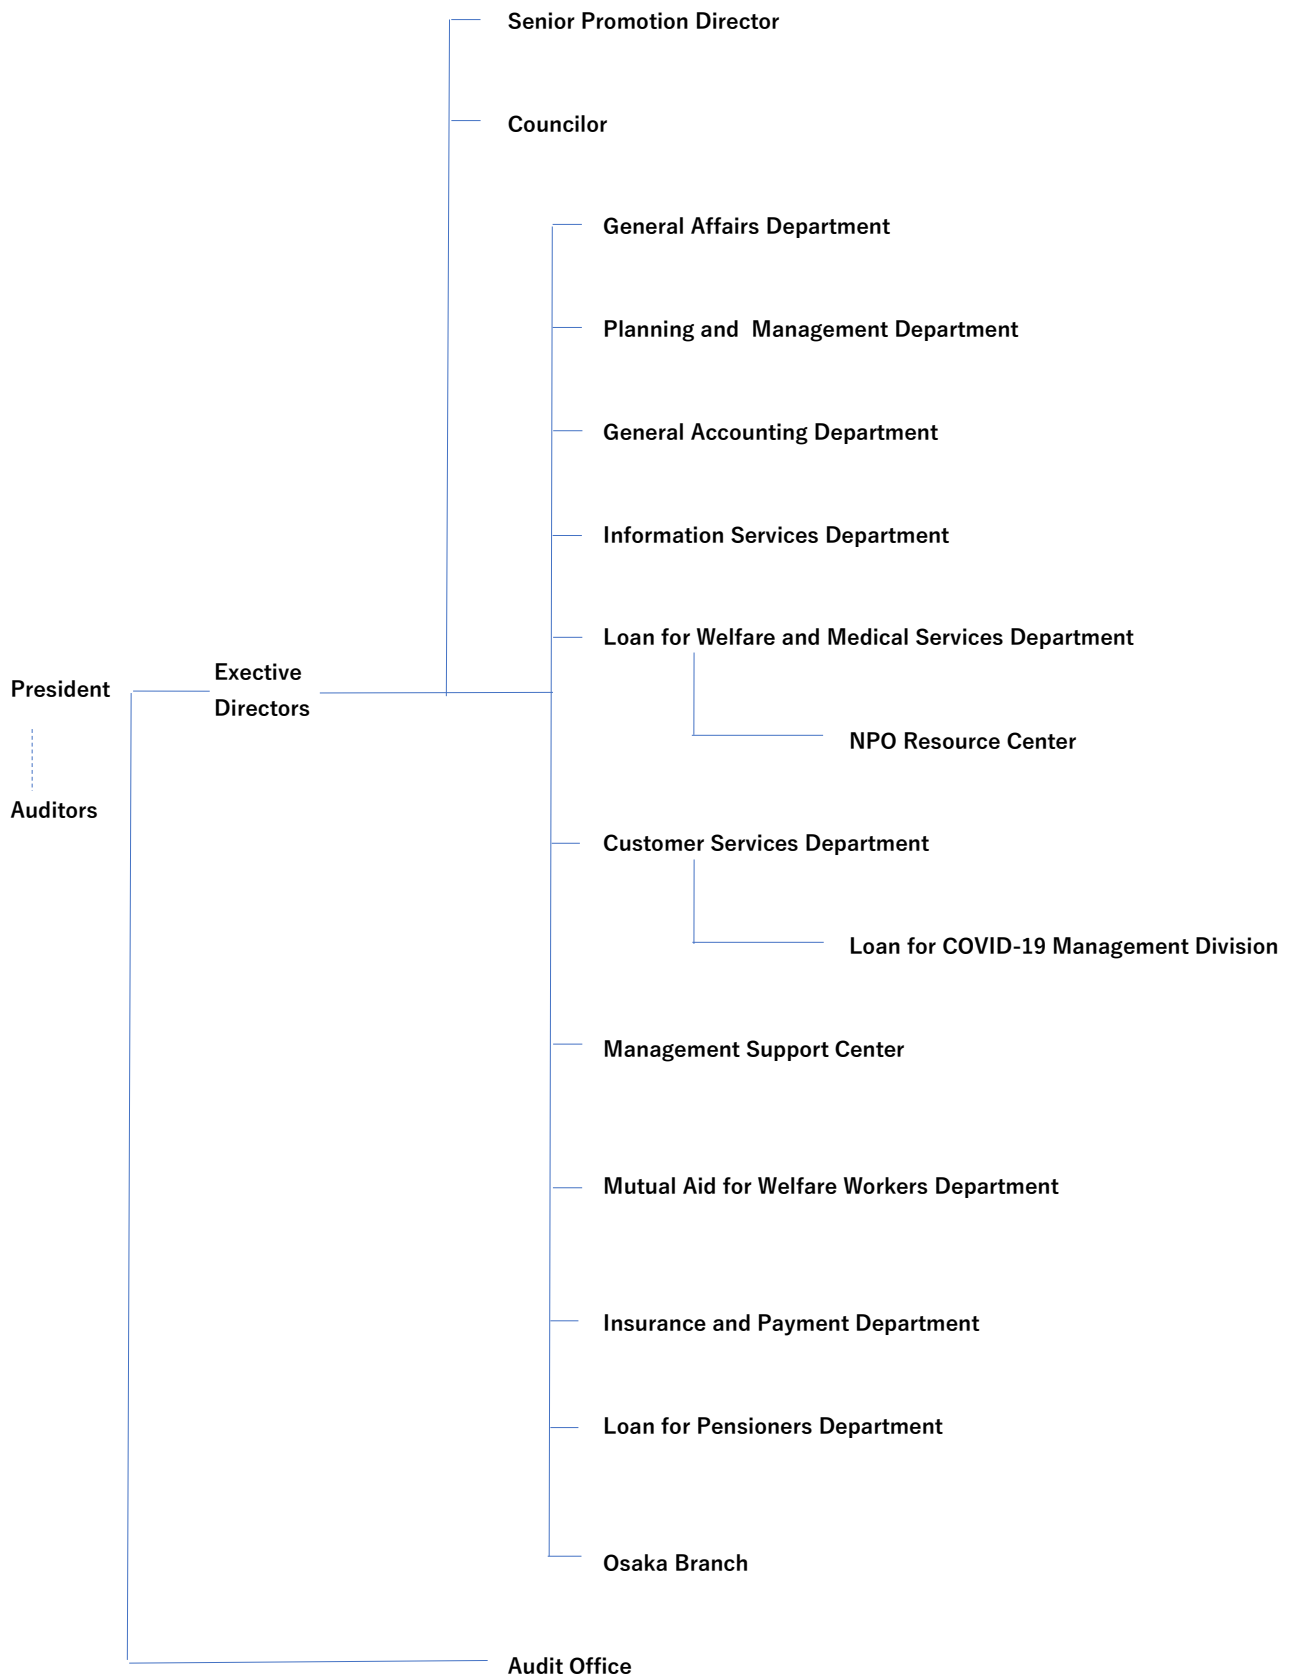 Senior Promotion Director
Councilor
General Affairs Department
Planning and  Management Department
General Accounting Department
Information Services Department
Loan for Welfare and Medical Services Department
Exective
President
Directors
NPO Resource Center
Auditors
Customer Services Department
Loan for COVID-19 Management Division
Management Support Center
Mutual Aid for Welfare Workers Department
Insurance and Payment Department
Loan for Pensioners Department
Osaka Branch
Audit Office